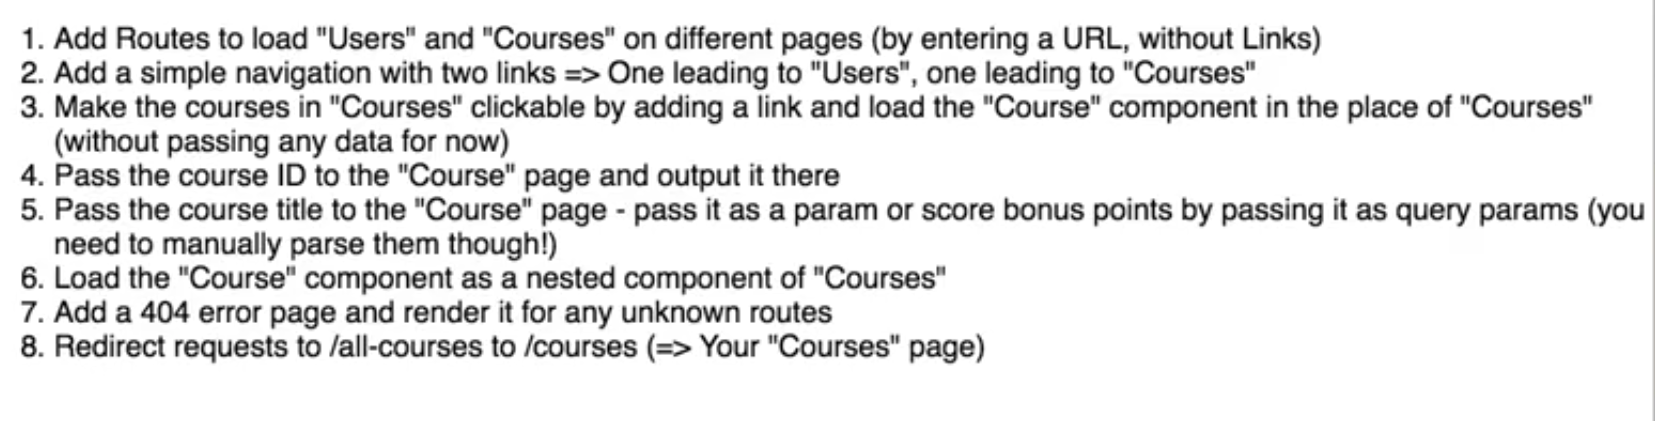 1. Add Routes to load "Users" and "Courses" on different pages (by entering a URL, without Links)
2. Add a simple navigation with two links => One leading to "Users", one leading to "Courses"
3. Make the courses in "Courses" clickable by adding a link and load the "Course" component in the place of "Courses"
(without passing any data for now)
4. Pass the course ID to the "Course" page and output it there
5. Pass the course title to the "Course" page - pass it as a param or score bonus points by passing it as query params (you
need to manually parse them though!)
6. Load the "Course" component as a nested component of "Courses"
7. Add a 404 error page and render it for any unknown routes
8. Redirect requests to /all-courses to /courses (=> Your "Courses" page)